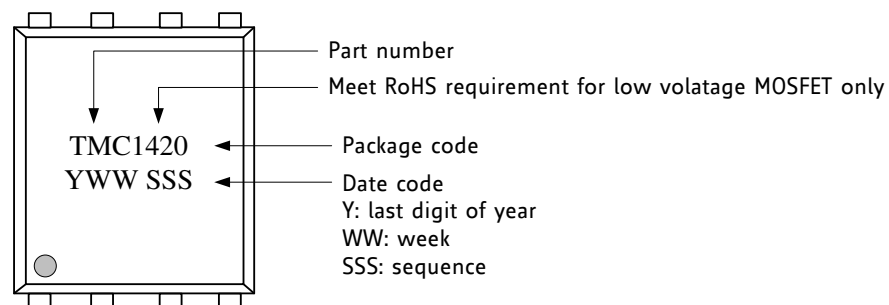 Part number
Meet RoHS requirement for low volatage MOSFET only
TMC1420
Package code
YWW SSS
Date code
Y: last digit of year
WW: week
SSS: sequence